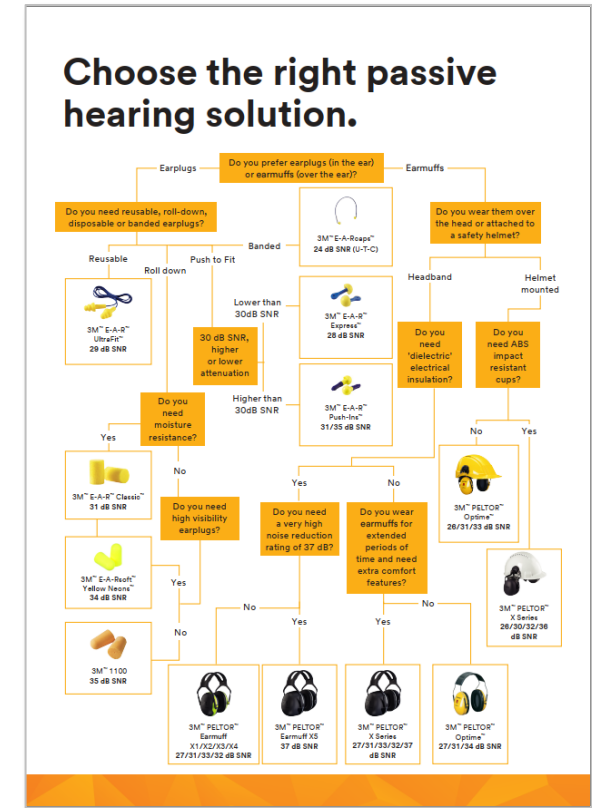 Choose the right passive
hearing solution.
Do you prefer earplugs (in the ear)
or earmuffs (over the ear)?
Earplugs
Earmuffs
Do you need reusable, roll-down,
disposable or banded earplugs?
Do you wear them over
the head or attached to
a safety helmet?
Banded
3M™ E-A-Rcaps™
24 dB SNR (U-T-C)
Reusable
Roll down
Push to Fit
Headband
Helmet
mounted
3M™ E-A-R™
UltraFit™
29 dB SNR
Lower than
30dB SNR
3M™ E-A-R™
Express™
28 dB SNR
30 dB SNR,
higher
or lower
attenuation
Do you
need
'dielectric'
electrical
insulation?
Do you
need ABS
impact
resistant
cups?
Higher than
30dB SNR
3M™ E-A-R™
Push-Ins™
31/35 dB SNR
Do you
need
moisture
resistance?
Yes
No
No
Yes
3M™ E-A-R™ Classic™
31 dB SNR
Yes
No
3M™ PELTOR™
Optime™
26/31/33 dB SNR
Do you need
high visibility
earplugs?
Do you need
a very high
noise reduction
rating of 37 dB?
Do you wear
earmuffs for
extended
periods of
time and need
extra comfort
features?
3M™ E-A-Rsoft™
Yellow Neons™
34 dB SNR
Yes
No
3M™ PELTOR™
X Series
26/30/32/36
dB SNR
No
Yes
Yes
No
3M™ 1100
35 dB SNR
3M™ PELTOR™
Earmuff
X1/X2/X3/X4
27/31/33/32 dB SNR
3M™ PELTOR™
Earmuff X5
37 dB SNR
3M™ PELTOR™
X Series
27/31/33/32/37
dB SNR
3M™ PELTOR™
Optime™
27/31/34 dB SNR